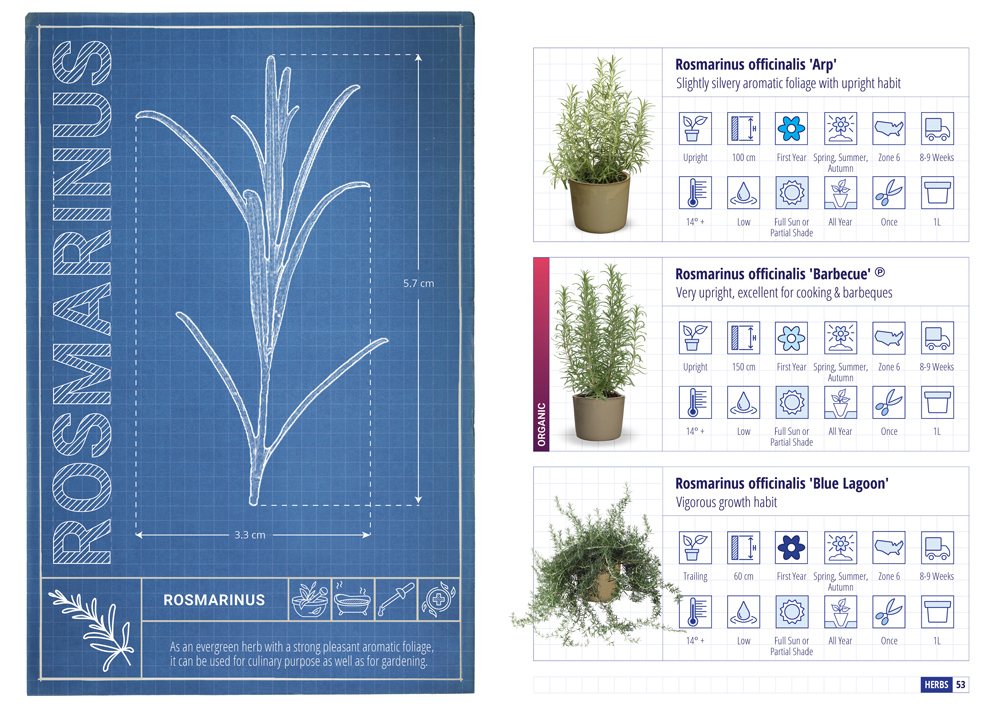 ROSMARINUS
5.7 cm
3.3 cm
ROSMARINUS
As an evergreen herb with a strong pleasant aromatic foliage,
it can be used for culinary purpose as well as for gardening.
Rosmarinus officinalis 'Arp'
Slightly silvery aromatic foliage with upright habit
H
Upright 100 cm First Year Spring, Summer, Zone 6 8-9 Weeks
Autumn
14° + Low Full Sun or All Year Once 1L
Partial Shade
ORGANIC
Rosmarinus officinalis 'Barbecue' Ⓟ
Very upright, excellent for cooking & barbeques
H
Upright 150 cm First Year Spring, Summer, Zone 6 8-9 Weeks
Autumn
14° + Low Full Sun or All Year Once 1L
Partial Shade
Rosmarinus officinalis 'Blue Lagoon'
Vigorous growth habit
H
Trailing 60 cm First Year Spring, Summer, Zone 6 8-9 Weeks
Autumn
14° + Low Full Sun or All Year Once 1L
Partial Shade
HERBS 53